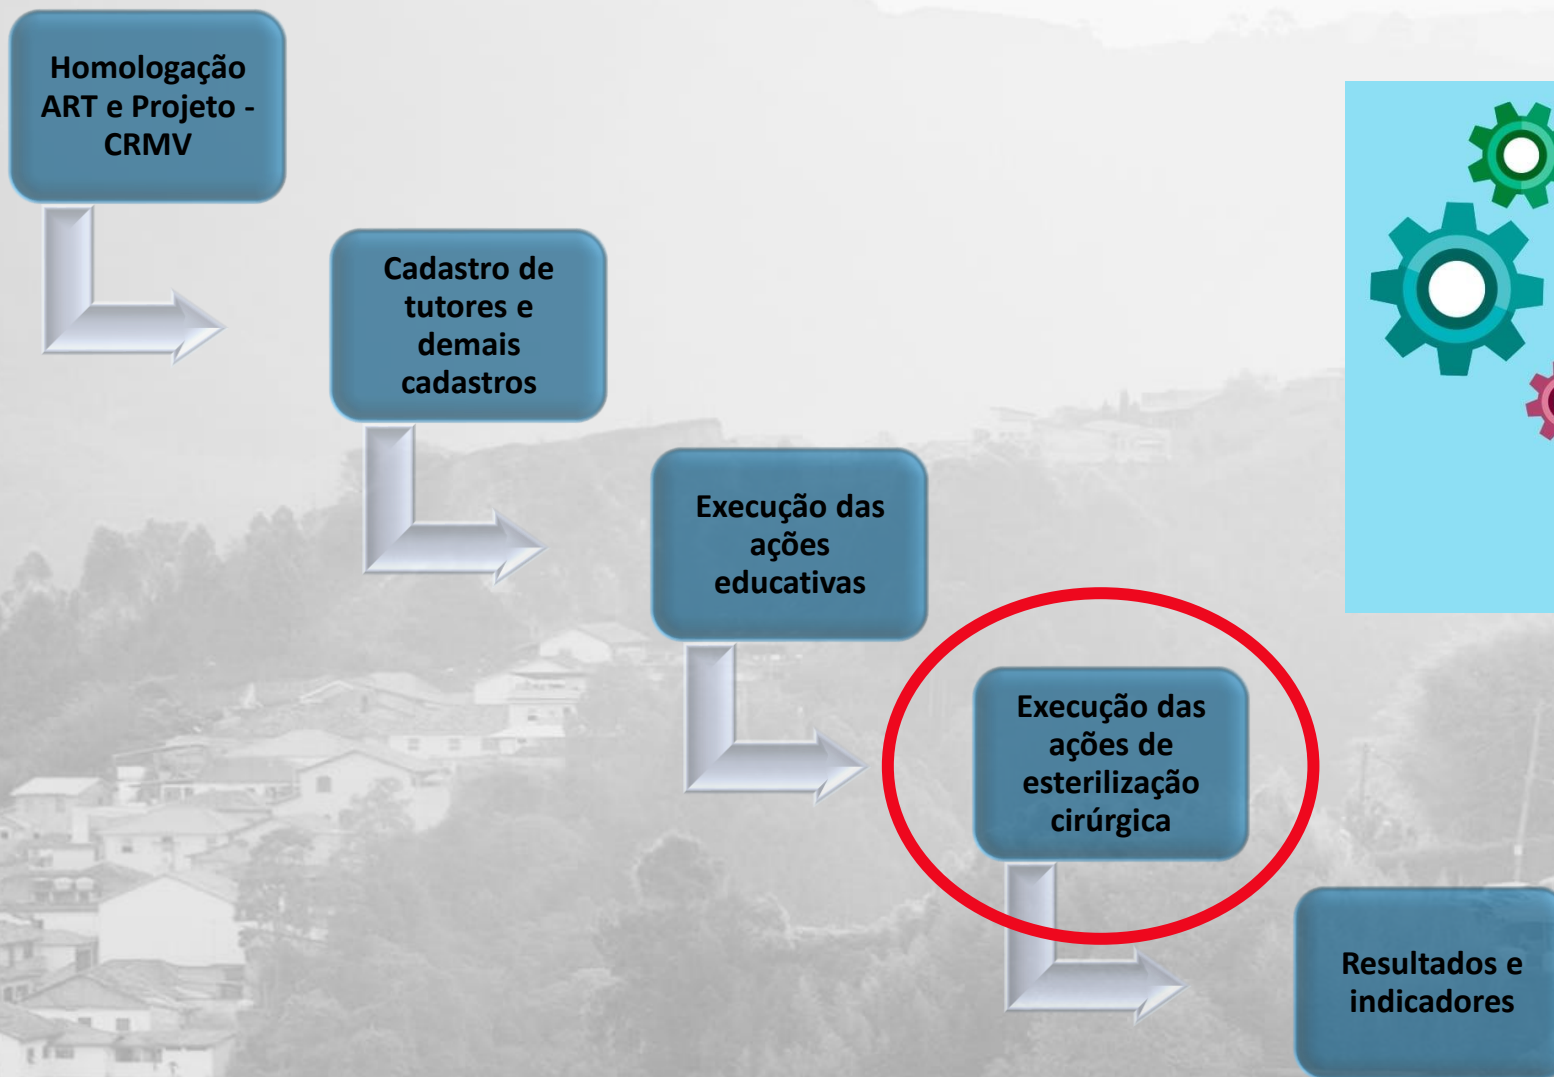 Homologação
ART e Projeto -
CRMV
Cadastro de
tutores e
demais
cadastros
Execução das
ações
educativas
Execução das
ações de
esterilização
cirúrgica
Resultados e
indicadores